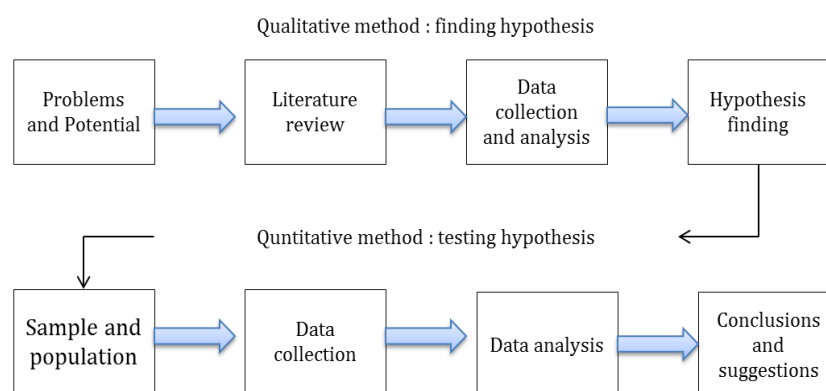 Qualitative method : finding hypothesis
Problems
and Potential
Literature
review
Data
collection
and analysis
Hypothesis
finding
Quntitative method : testing hypothesis
Sample and
population
Data
collection
Data analysis
Conclusions
and
suggestions